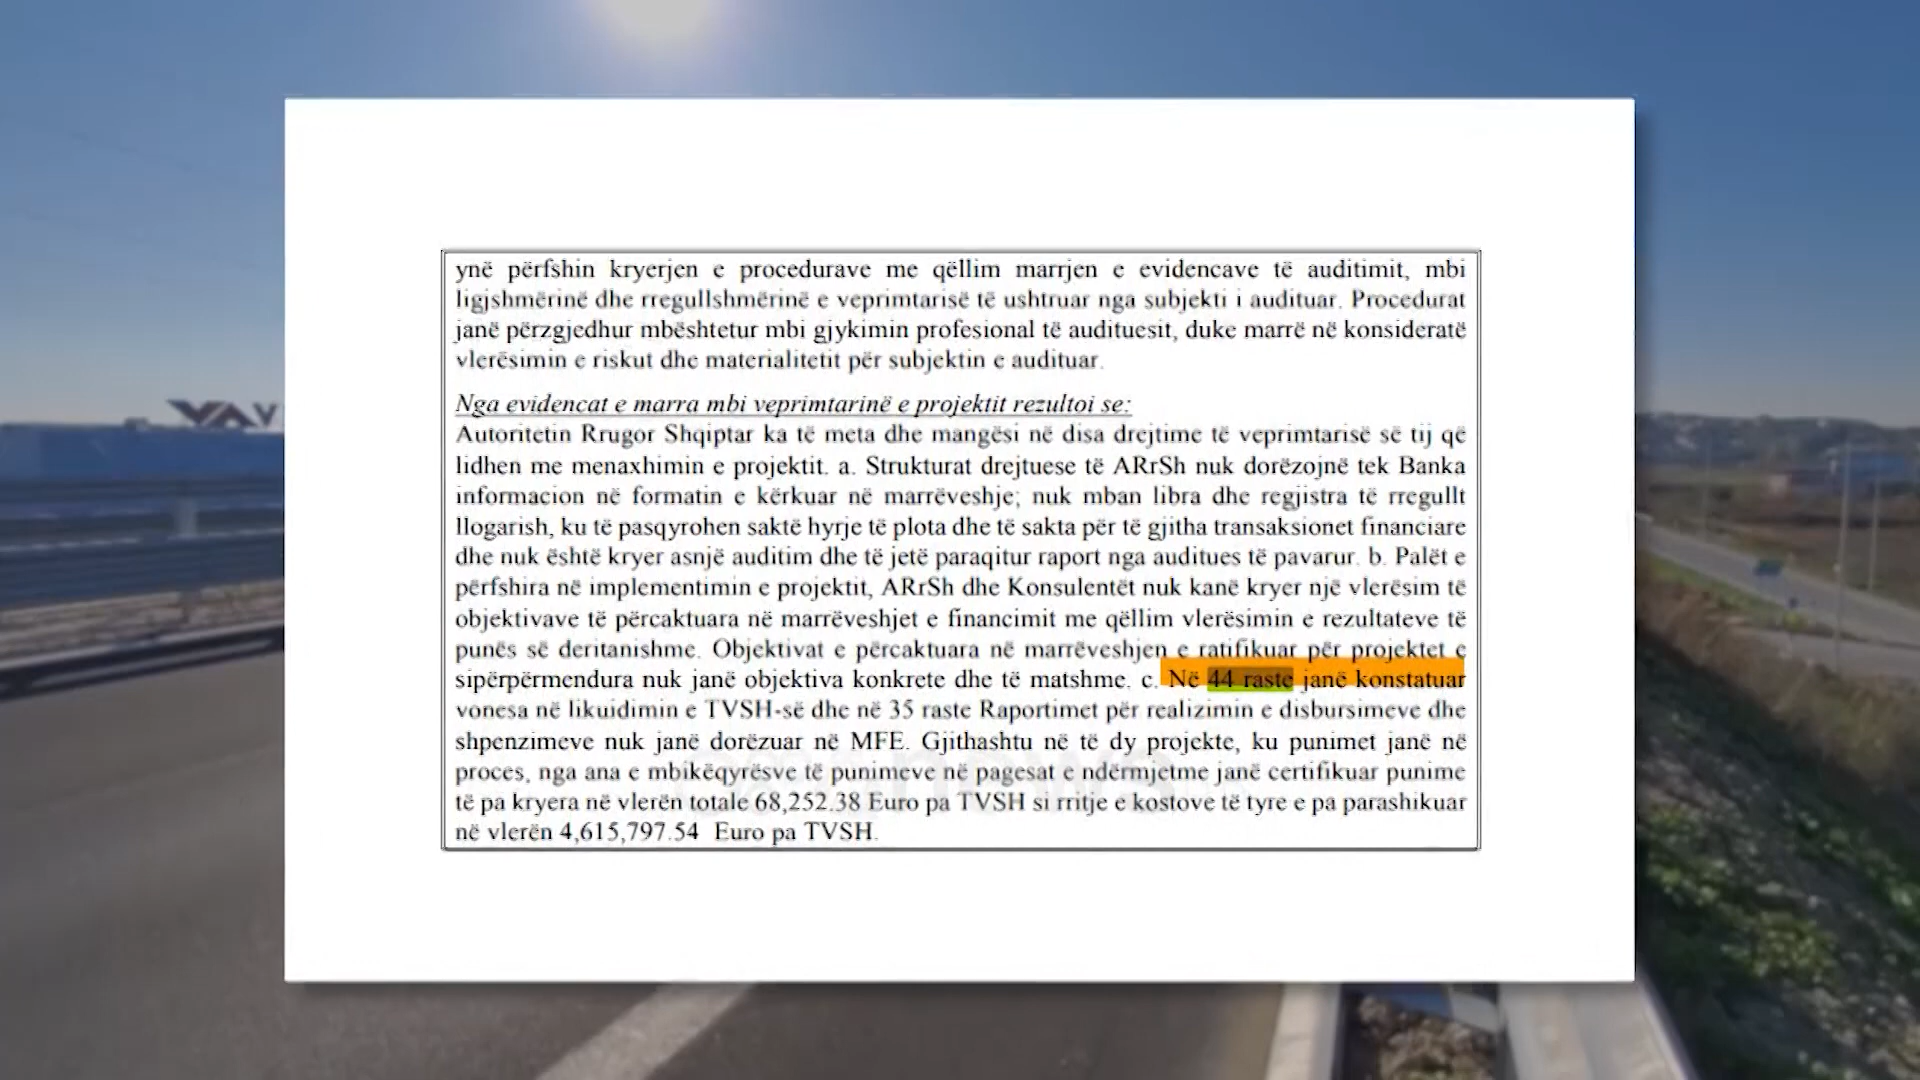 ynë përfshin kryerjen e procedurave me qëllim marrjen e evidencave të auditimit, mbi
ligjshmërinë dhe rregullshmërinë e veprimtarisë të ushtruar nga subjekti i audituar. Procedurat
janë përzgjedhur mbështetur mbi gjykimin profesional të audituesit, duke marrë në konsideratë
vlerësimin e riskut dhe materialitetit për subjektin e audituar.
Nga evidencat e marra mbi veprimtarinë e projektit rezultoi se:
Autoritetin Rrugor Shqiptar ka të meta dhe mangësi në disa drejtime të veprimtarisë së tij që
lidhen me menaxhimin e projektit. a. Strukturat drejtuese të ARrSh nuk dorëzojnë tek Banka
informacion në formatin e kërkuar në marrëveshje; nuk mban libra dhe regjistra të rregullt
llogarish, ku të pasqyrohen saktë hyrje të plota dhe të sakta për të gjitha transaksionet financiare
dhe nuk është kryer asnjë auditim dhe të jetë paraqitur raport nga auditues të pavarur. b. Palët e
përfshira në implementimin e projektit, ARrSh dhe Konsulentët nuk kanë kryer një vlerësim të
objektivave të përcaktuara në marrëveshjet e financimit me qëllim vlerësimin e rezultateve të
punës së deritanishme. Objektivat e përcaktuara në marrëveshjen e ratifikuar për projektet e
sipërpërmendura nuk janë objektiva konkrete dhe të matshme. c. Në 44 raste janë konstatuar
vonesa në likuidimin e TVSH-së dhe në 35 raste Raportimet për realizimin e disbursimeve dhe
shpenzimeve nuk janë dorëzuar në MFE. Gjithashtu në të dy projekte, ku punimet janë në
proces, nga ana e mbikëqyrësve të punimeve në pagesat e ndërmjetme janë certifikuar punime
të pa kryera në vlerën totale 68,252.38 Euro pa TVSH si rritje e kostove të tyre e pa parashikuar
në vlerën 4,615,797.54 Euro pa TVSH.